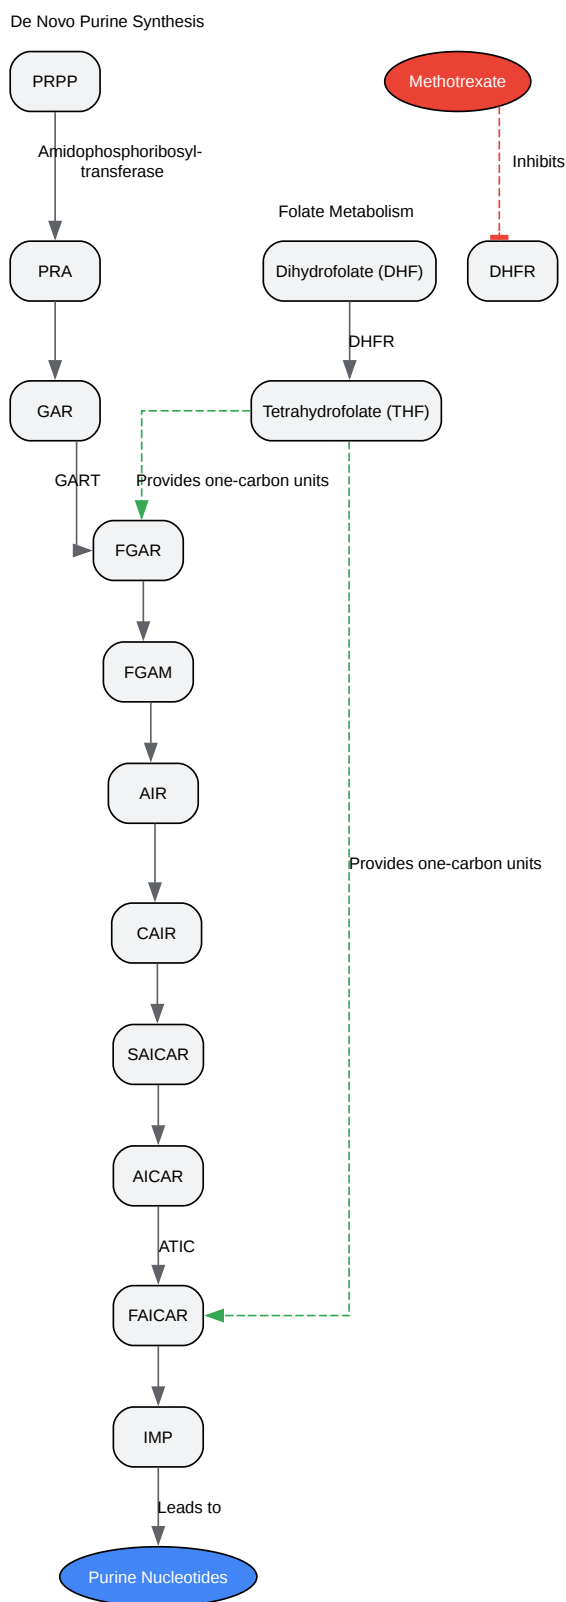 De Novo Purine Synthesis
PRPP
Methotrexate
Amidophosphoribosyl-
transferase
Inhibits
Folate Metabolism
PRA
Dihydrofolate (DHF)
DHFR
DHFR
GAR
Tetrahydrofolate (THF)
GART
Provides one-carbon units
FGAR
FGAM
AIR
Provides one-carbon units
CAIR
SAICAR
AICAR
ATIC
FAICAR
IMP
Leads to
Purine Nucleotides